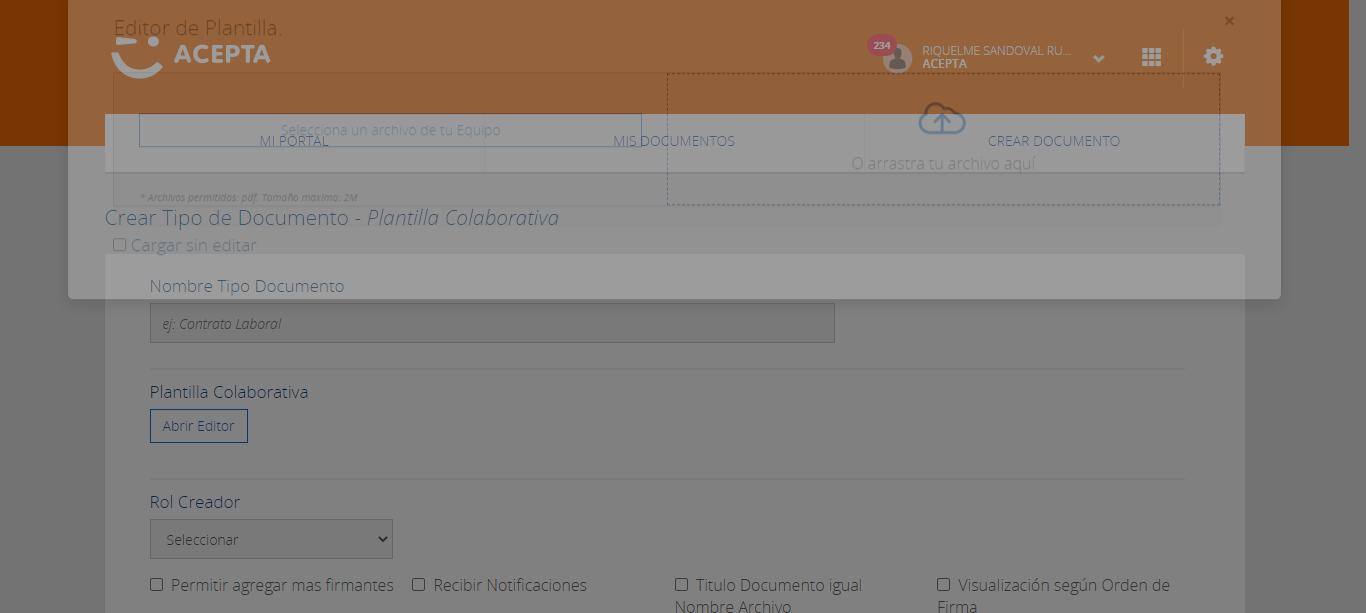 Editor de Plantilla.
×
ACEPTA
234
RIQUELME SANDOVAL RU...
ACEPTA
Selecciona un archivo de tu Equipo
MI PORTAL
MIS DOCUMENTOS
CREAR DOCUMENTO
O arrastra tu archivo aquí
* Archivos permitidos: pdf. Tamaño máximo: 2M
Crear Tipo de Documento - Plantilla Colaborativa
Cargar sin editar
Nombre Tipo Documento
ej: Contrato Laboral
Plantilla Colaborativa
Abrir Editor
Rol Creador
Seleccionar
Permitir agregar mas firmantes
Recibir Notificaciones
Titulo Documento igual
Nombre Archivo
Visualización según Orden de
Firma